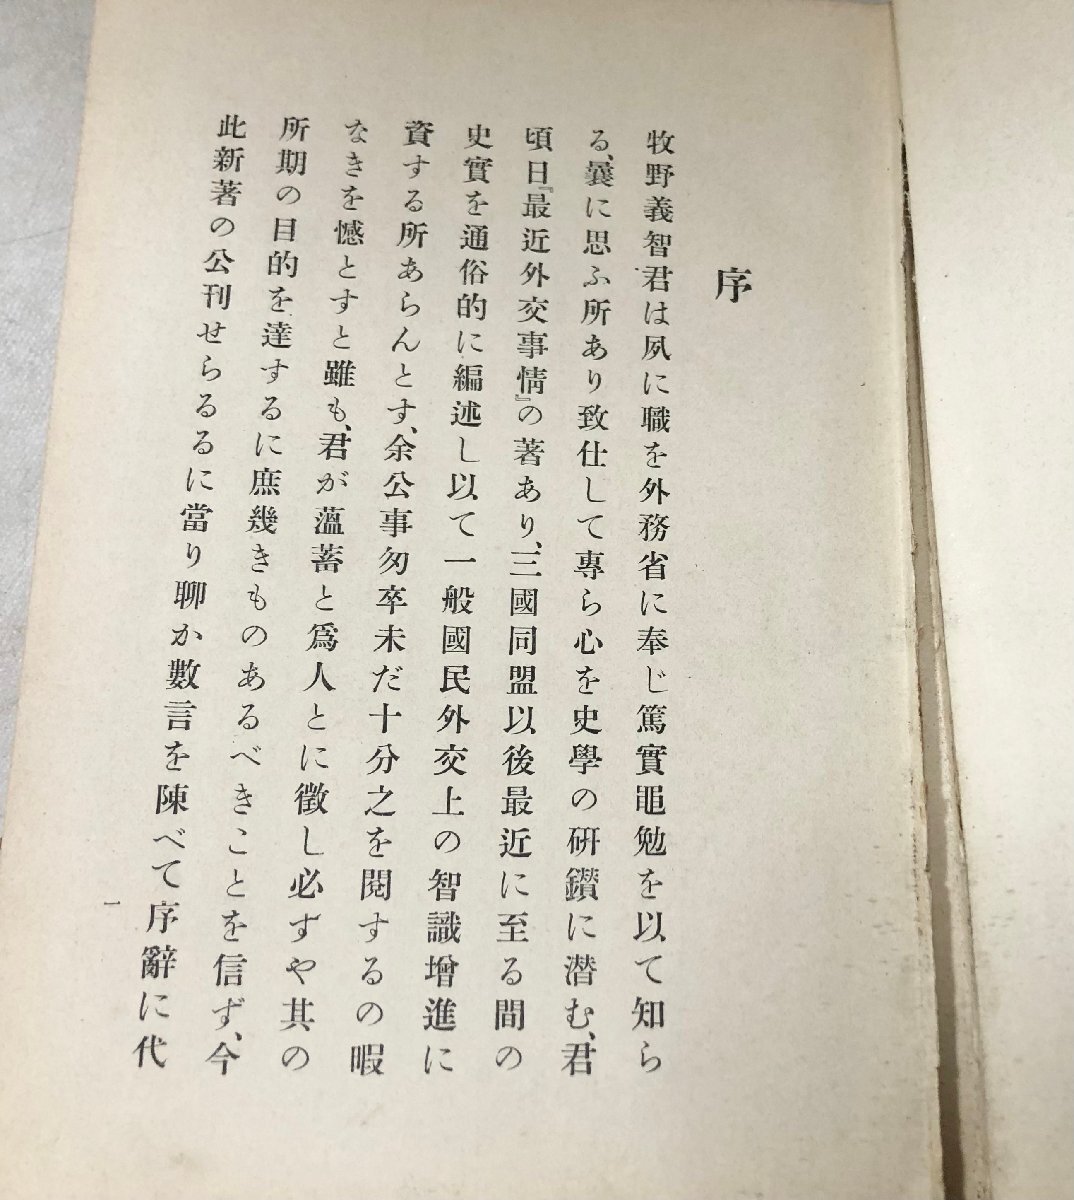 序
牧野義智君は夙に職を外務省に奉じ篤實黽勉を以て知ら
る、曩に思ふ所あり致仕して專ら心を史學の研鑽に潜む、君
頃日『最近外交事情』の著あり、三國同盟以後最近に至る間の
史實を通俗的に編述し以て一般國民外交上の智識增進に
資する所あらんとす、余公事匆卒未だ十分之を閲するの暇
なきを憾とすと雖も、君が薀蓄と爲人とに徵し必ずや其の
所期の目的を達するに庶幾きものあるべきことを信ず、今
此新著の公刊せらるるに當り聊か數言を陳べて序辭に代
一